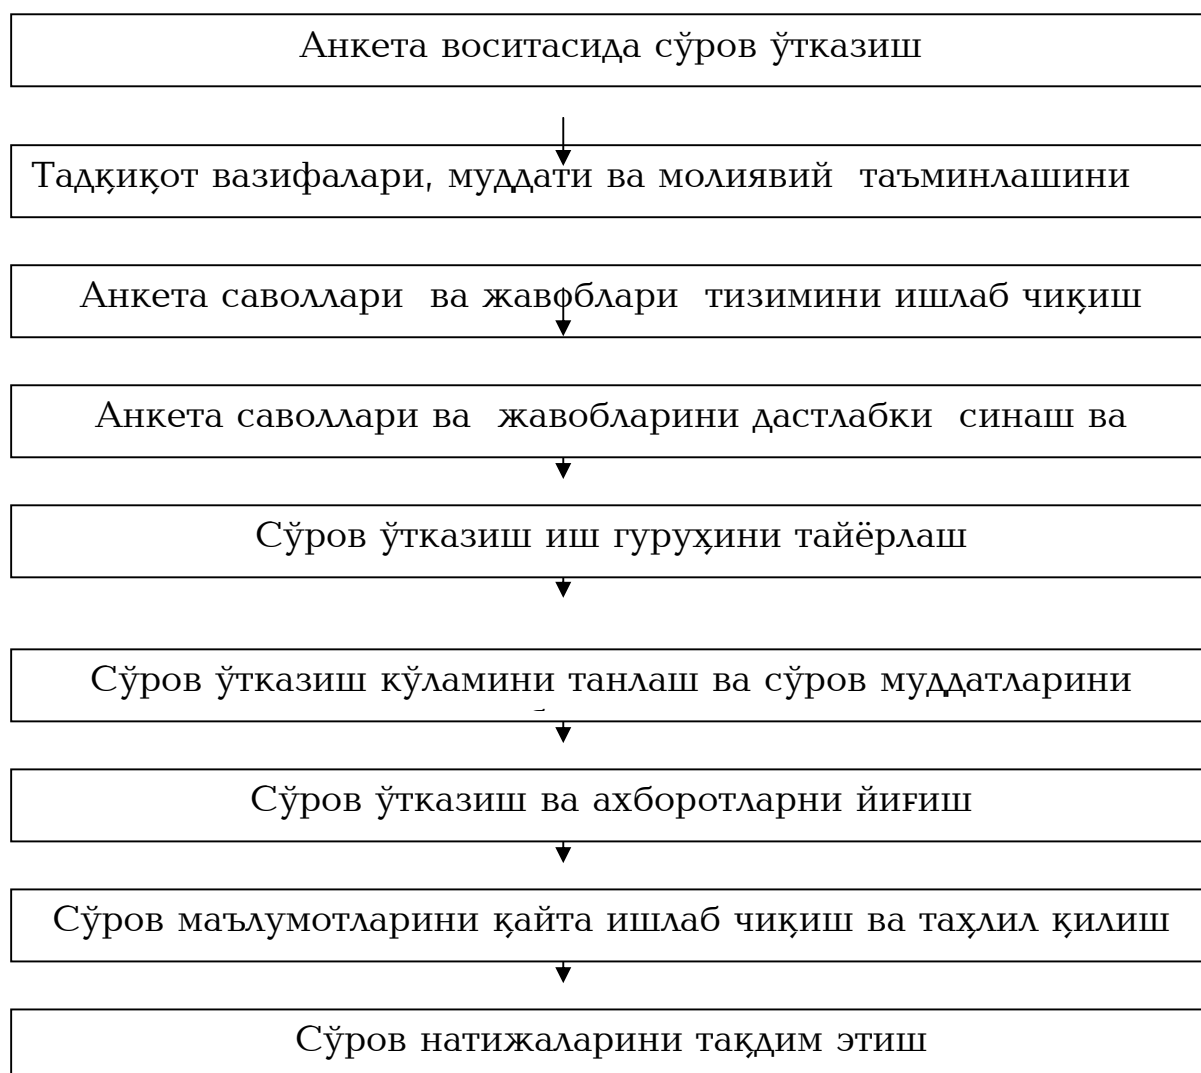 Анкета воситасида сўров ўтказиш
Тадқиқот вазифалари, муддати ва молиявий таъминлашини
Анкета саволлари ва жавоблари тизимини ишлаб чиқиш
Анкета саволлари ва жавобларини дастлабки синаш ва
Сўров ўтказиш иш гуруҳини тайёрлаш
Сўров ўтказиш кўламини танлаш ва сўров муддатларини
Сўров ўтказиш ва ахборотларни йиғиш
Сўров маълумотларини қайта ишлаб чиқиш ва таҳлил қилиш
Сўров натижаларини тақдим этиш